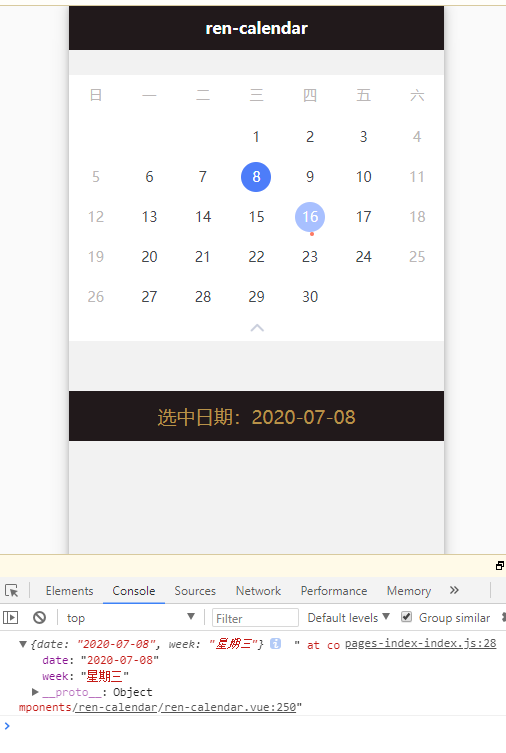 ren-calendar
日 一 二 三 四 五 六
1 2 3 4
5 6 7 8 9 10 11
12 13 14 15 16 17 18
19 20 21 22 23 24 25
26 27 28 29 30
选中日期：2020-07-08
Elements Console Sources Network Performance Memory
top Filter Default levels Group similar
{date: "2020-07-08", week: "星期三"} " at co pages-index-index.js:28
date: "2020-07-08"
week: "星期三"
__proto__: Object
mponents/ren-calendar/ren-calendar.vue:250"